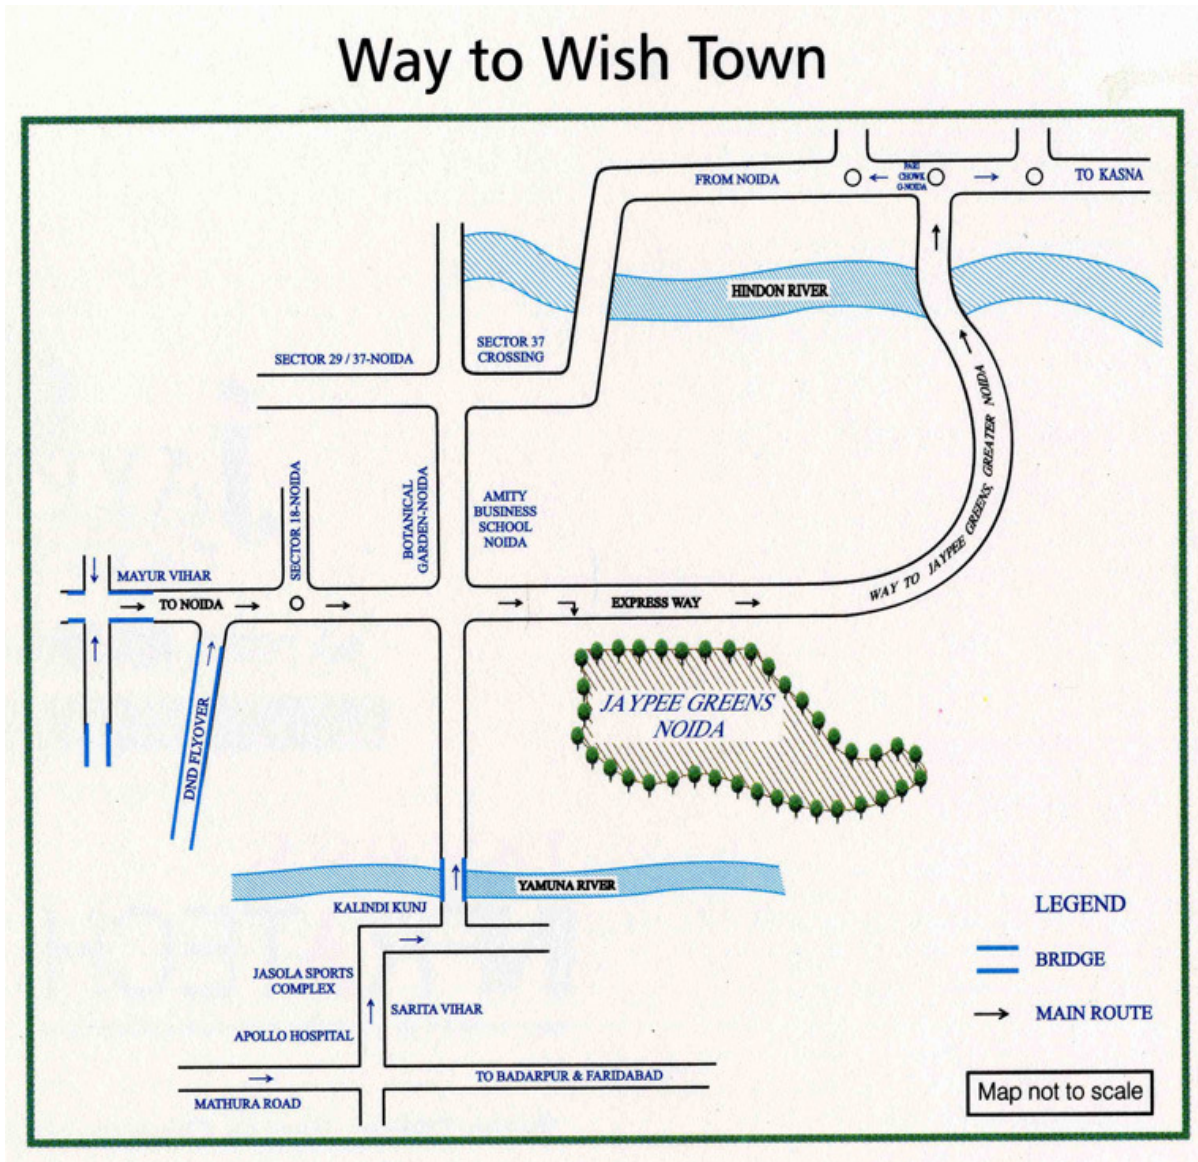 Way to Wish Town
FROM NOIDA
PARI
CHOWK
G-NOIDA
TO KASNA
HINDON RIVER
SECTOR 37
CROSSING
SECTOR 29 / 37-NOIDA
WAY TO JAYPEE GREENS, GREATER NOIDA
SECTOR 18-NOIDA
BOTANICAL
GARDEN-NOIDA
AMITY
BUSINESS
SCHOOL
NOIDA
MAYUR VIHAR
TO NOIDA
EXPRESS WAY
JAYPEE GREENS
NOIDA
DND FLYOVER
YAMUNA RIVER
KALINDI KUNJ
JASOLA SPORTS
COMPLEX
SARITA VIHAR
APOLLO HOSPITAL
TO BADARPUR & FARIDABAD
MATHURA ROAD
LEGEND
BRIDGE
MAIN ROUTE
Map not to scale